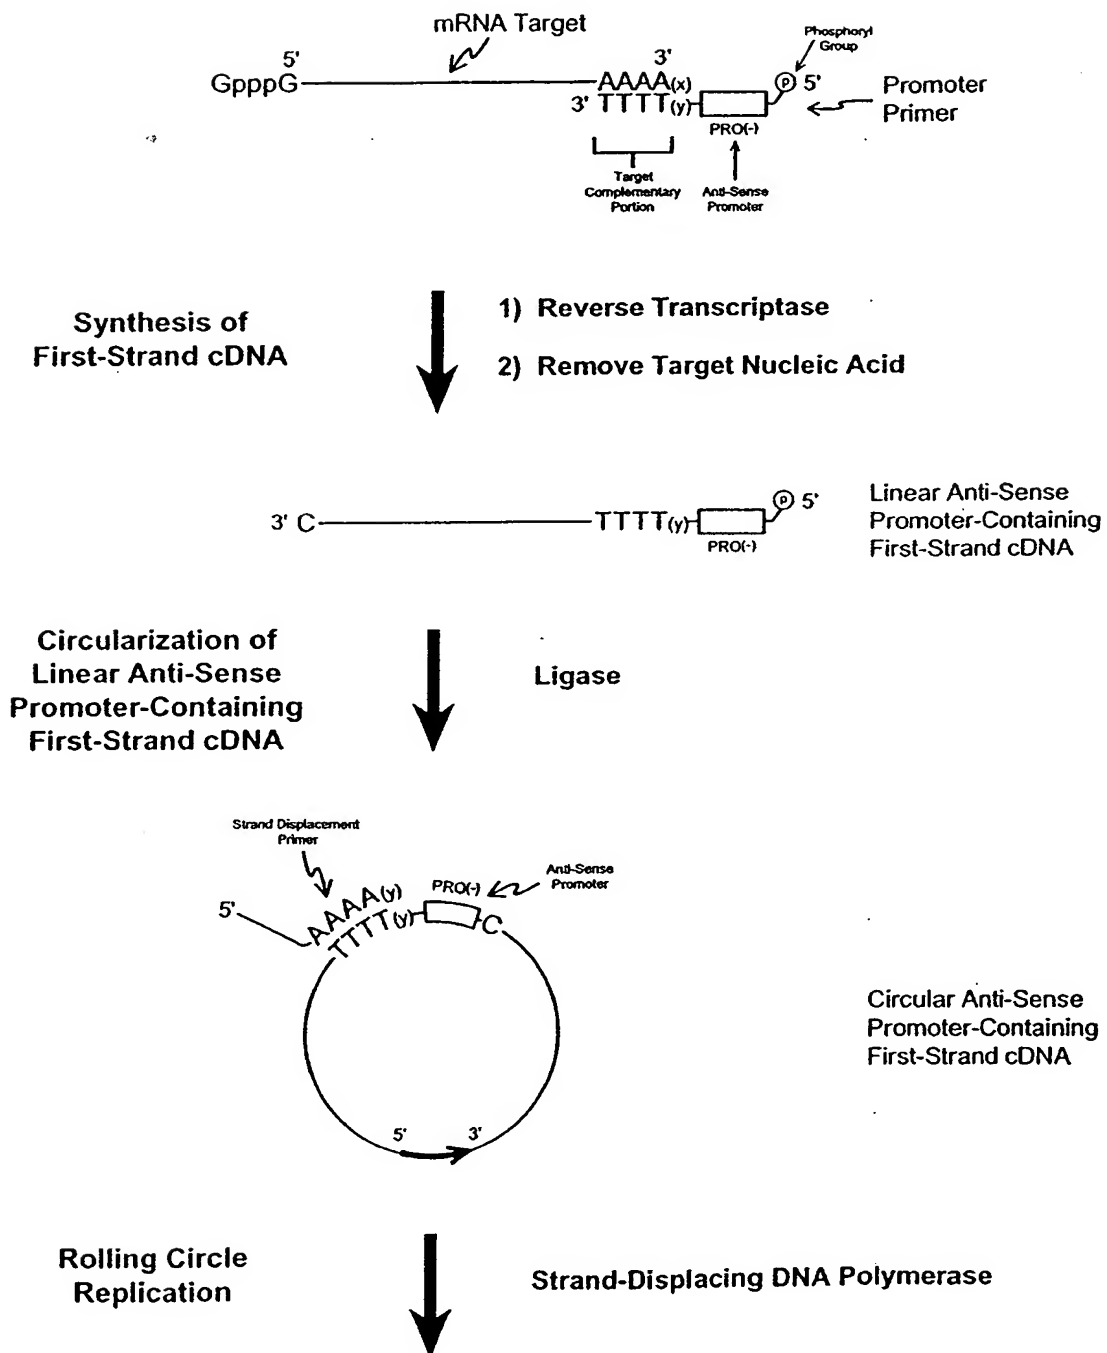 mRNA Target
Phosphoryl
Group
5'
3'
GpppG
AAAA(x)
P 5'
3' TTTT(y)
Promoter
Primer
PRO(-)
Target
Complementary
Portion
Anti-Sense
Promoter
Synthesis of
First-Strand cDNA
1) Reverse Transcriptase
2) Remove Target Nucleic Acid
3' C
TTTT(y)
P 5'
PRO(-)
Linear Anti-Sense
Promoter-Containing
First-Strand cDNA
Circularization of
Linear Anti-Sense
Promoter-Containing
First-Strand cDNA
Ligase
Strand Displacement
Primer
Anti-Sense
Promoter
5'
AAAA(y)
PRO(-)
TTTT(y)
C
Circular Anti-Sense
Promoter-Containing
First-Strand cDNA
5'
3'
Rolling Circle
Replication
Strand-Displacing DNA Polymerase